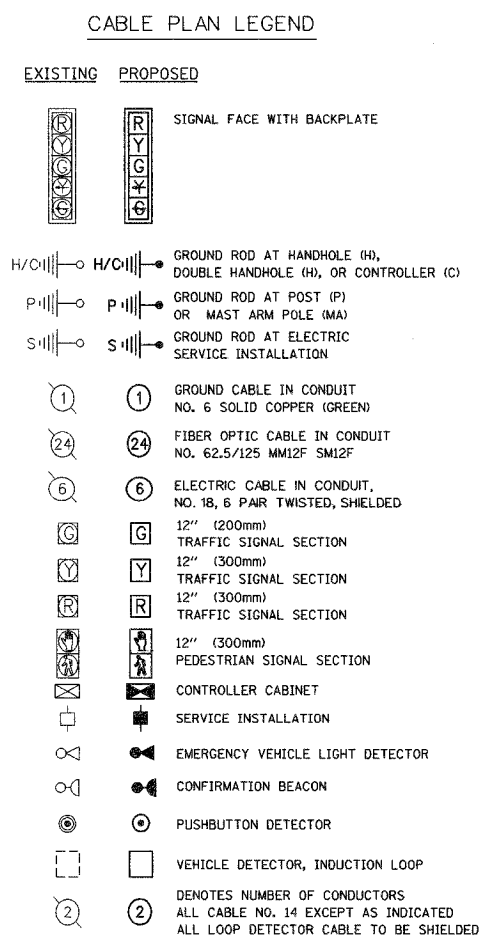 CABLE PLAN LEGEND
EXISTING PROPOSED
R R SIGNAL FACE WITH BACKPLATE
Y Y
G G
Y Y
G G
H/C H/C GROUND ROD AT HANDHOLE (H),
DOUBLE HANDHOLE (H), OR CONTROLLER (C)
P P GROUND ROD AT POST (P)
OR MAST ARM POLE (MA)
S S GROUND ROD AT ELECTRIC
SERVICE INSTALLATION
1 1 GROUND CABLE IN CONDUIT
NO. 6 SOLID COPPER (GREEN)
24 24 FIBER OPTIC CABLE IN CONDUIT
NO. 62.5/125 MM12F SM12F
6 6 ELECTRIC CABLE IN CONDUIT,
NO. 18, 6 PAIR TWISTED, SHIELDED
G G 12" (200mm)
TRAFFIC SIGNAL SECTION
Y Y 12" (300mm)
TRAFFIC SIGNAL SECTION
R R 12" (300mm)
TRAFFIC SIGNAL SECTION
12" (300mm)
PEDESTRIAN SIGNAL SECTION
CONTROLLER CABINET
SERVICE INSTALLATION
EMERGENCY VEHICLE LIGHT DETECTOR
CONFIRMATION BEACON
PUSHBUTTON DETECTOR
VEHICLE DETECTOR, INDUCTION LOOP
2 2 DENOTES NUMBER OF CONDUCTORS
ALL CABLE NO. 14 EXCEPT AS INDICATED
ALL LOOP DETECTOR CABLE TO BE SHIELDED